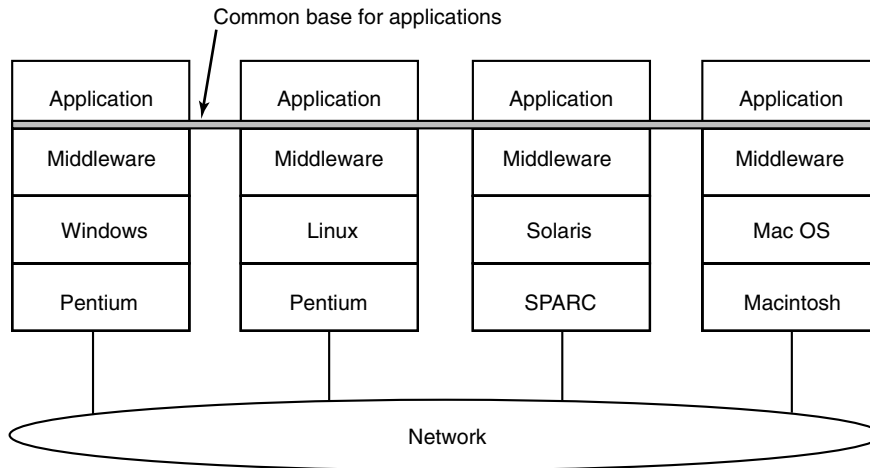 Common base for applications
Application Application Application Application
Middleware Middleware Middleware Middleware
Windows Linux Solaris Mac OS
Pentium Pentium SPARC Macintosh
Network